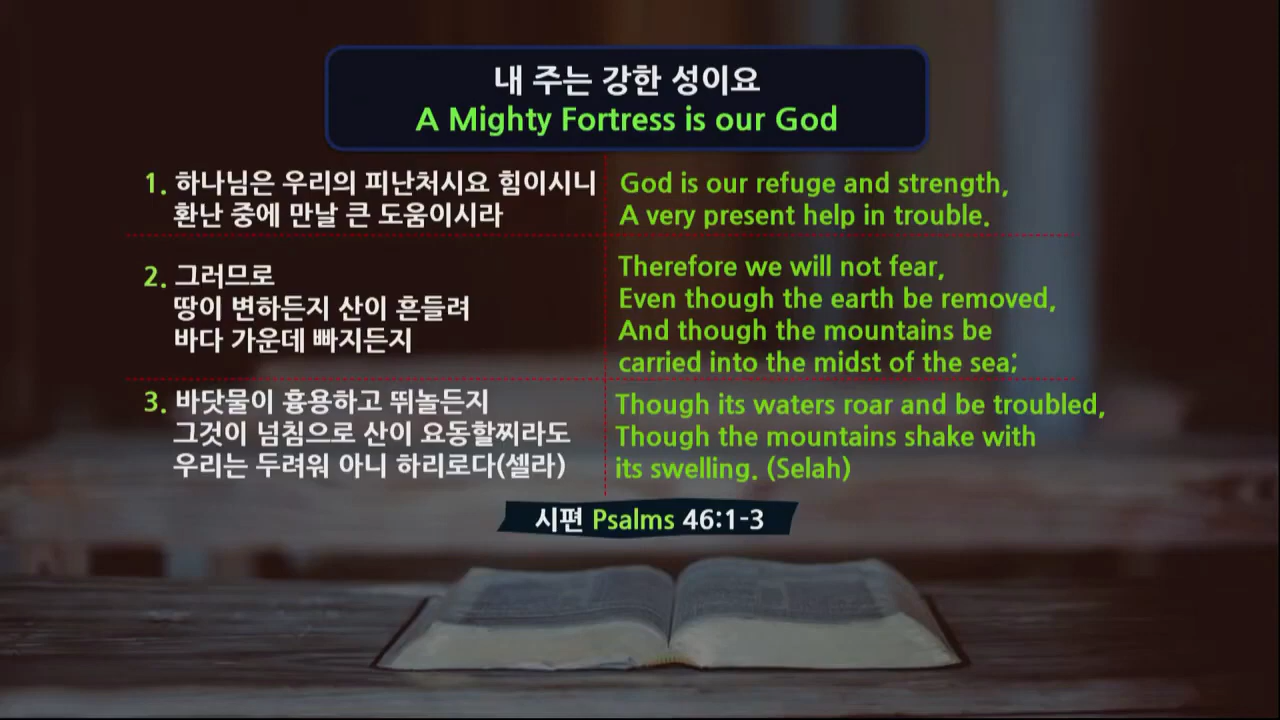 내 주는 강한 성이요
A Mighty Fortress is our God
1. 하나님은 우리의 피난처시요 힘이시니
환난 중에 만날 큰 도움이시라
God is our refuge and strength,
A very present help in trouble.
2. 그러므로
땅이 변하든지 산이 흔들려
바다 가운데 빠지든지
Therefore we will not fear,
Even though the earth be removed,
And though the mountains be
carried into the midst of the sea;
3. 바닷물이 흉용하고 뛰놀든지
그것이 넘침으로 산이 요동할찌라도
우리는 두려워 아니 하리로다(셀라)
Though its waters roar and be troubled,
Though the mountains shake with
its swelling. (Selah)
시편 Psalms 46:1-3